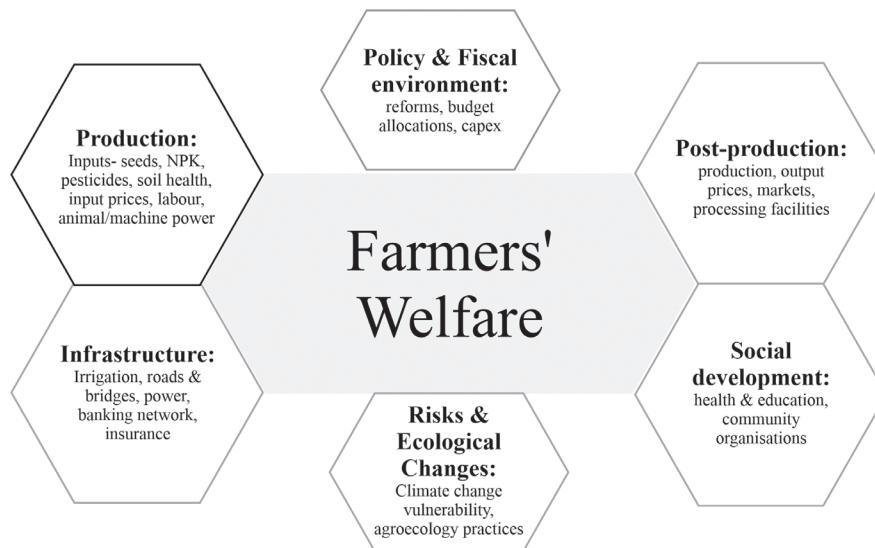 Policy & Fiscal
environment:
reforms, budget
allocations, capex
Production:
Inputs- seeds, NPK,
pesticides, soil health,
input prices, labour,
animal/machine power
Post-production:
production, output
prices, markets,
processing facilities
Farmers'
Welfare
Infrastructure:
Irrigation, roads &
bridges, power,
banking network,
insurance
Social
development:
health & education,
community
organisations
Risks &
Ecological
Changes:
Climate change
vulnerability,
agroecology practices